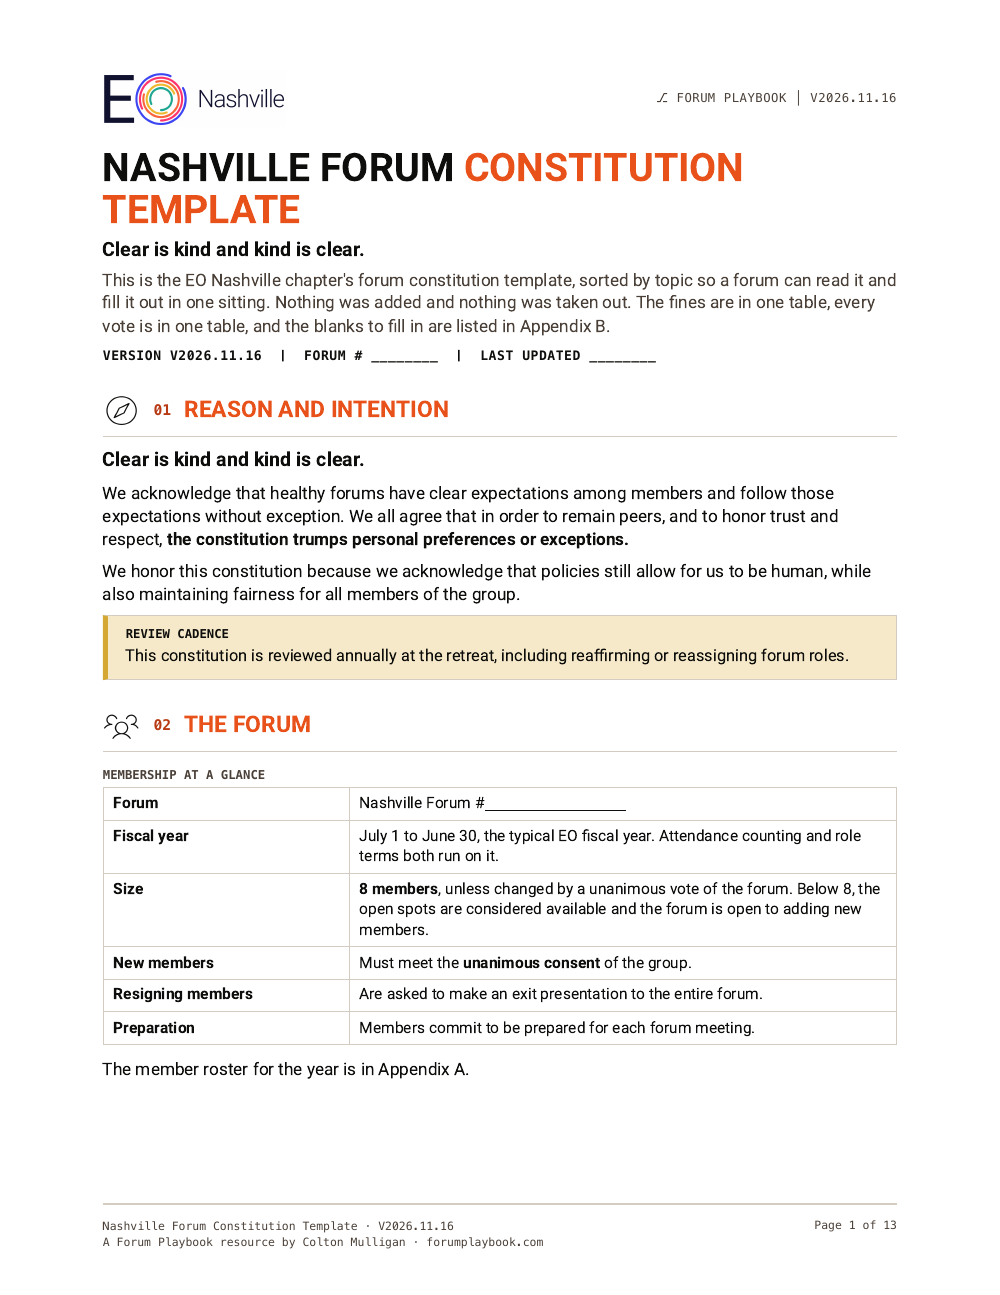 EO Nashville
FORUM PLAYBOOK | V2026.11.16
NASHVILLE FORUM CONSTITUTION
TEMPLATE
Clear is kind and kind is clear.
This is the EO Nashville chapter's forum constitution template, sorted by topic so a forum can read it and
fill it out in one sitting. Nothing was added and nothing was taken out. The fines are in one table, every
vote is in one table, and the blanks to fill in are listed in Appendix B.
VERSION V2026.11.16 | FORUM # ________ | LAST UPDATED ________
01 REASON AND INTENTION
Clear is kind and kind is clear.
We acknowledge that healthy forums have clear expectations among members and follow those
expectations without exception. We all agree that in order to remain peers, and to honor trust and
respect, the constitution trumps personal preferences or exceptions.
We honor this constitution because we acknowledge that policies still allow for us to be human, while
also maintaining fairness for all members of the group.
REVIEW CADENCE
This constitution is reviewed annually at the retreat, including reaffirming or reassigning forum roles.
02 THE FORUM
MEMBERSHIP AT A GLANCE
Forum
Nashville Forum #_________________
Fiscal year
July 1 to June 30, the typical EO fiscal year. Attendance counting and role
terms both run on it.
Size
8 members, unless changed by a unanimous vote of the forum. Below 8, the
open spots are considered available and the forum is open to adding new
members.
New members
Must meet the unanimous consent of the group.
Resigning members
Are asked to make an exit presentation to the entire forum.
Preparation
Members commit to be prepared for each forum meeting.
The member roster for the year is in Appendix A.
Nashville Forum Constitution Template · V2026.11.16
A Forum Playbook resource by Colton Mulligan · forumplaybook.com
Page 1 of 13